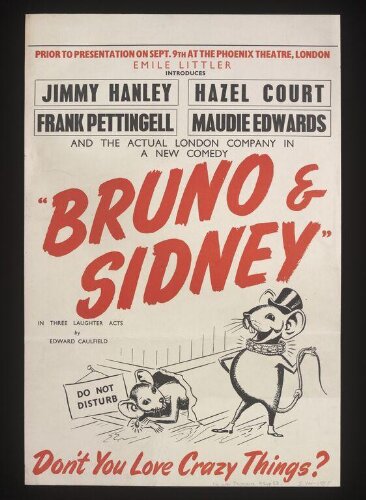 PRIOR TO PRESENTATION ON SEPT. 9TH AT THE PHOENIX THEATRE, LONDON
EMILE LITTLER
INTRODUCES
JIMMY HANLEY HAZEL COURT
FRANK PETTINGELL MAUDIE EDWARDS
AND THE ACTUAL LONDON COMPANY IN
A NEW COMEDY
"BRUNO &
SIDNEY"
IN THREE LAUGHTER ACTS
by
EDWARD CAULFIELD
DO NOT
DISTURB
Don't You Love Crazy Things?